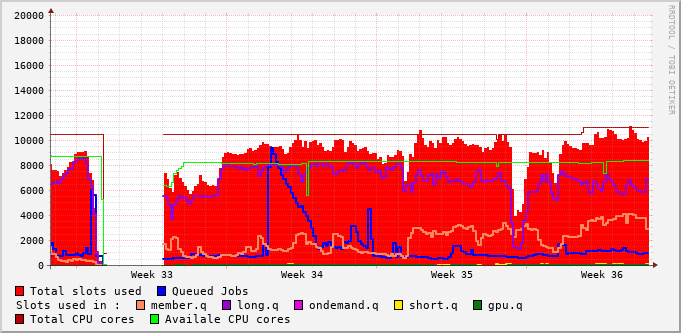 RRDTOOL / TOBI OETIKER
20000
18000
16000
14000
12000
10000
8000
6000
4000
2000
0
Week 33 Week 34 Week 35 Week 36
Total slots used Queued Jobs
Slots used in : member.q long.q ondemand.q short.q gpu.q
Total CPU cores Availale CPU cores